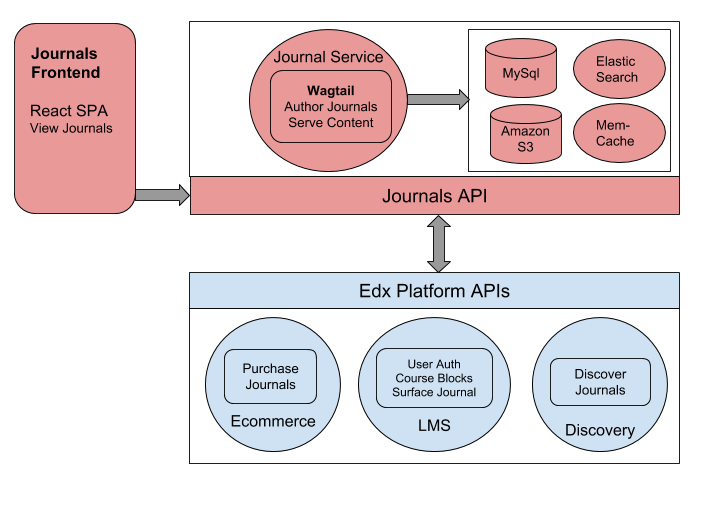 Journals
Frontend
React SPA
View Journals
Journal Service
Wagtail
Author Journals
Serve Content
MySql
Elastic
Search
Amazon
S3
Mem-
Cache
Journals API
Edx Platform APIs
Purchase
Journals
Ecommerce
User Auth
Course Blocks
Surface Journal
LMS
Discover
Journals
Discovery